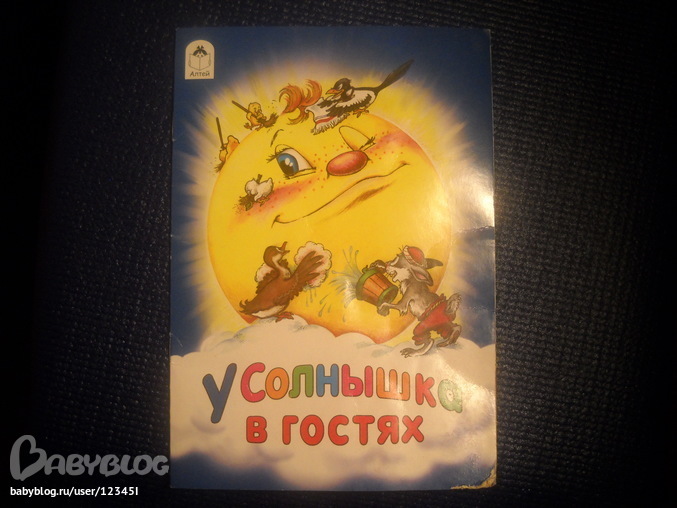 Алтей
У СОЛНЫШКА
В ГОСТЯХ
BABYBLOG
babyblog.ru/user/123451